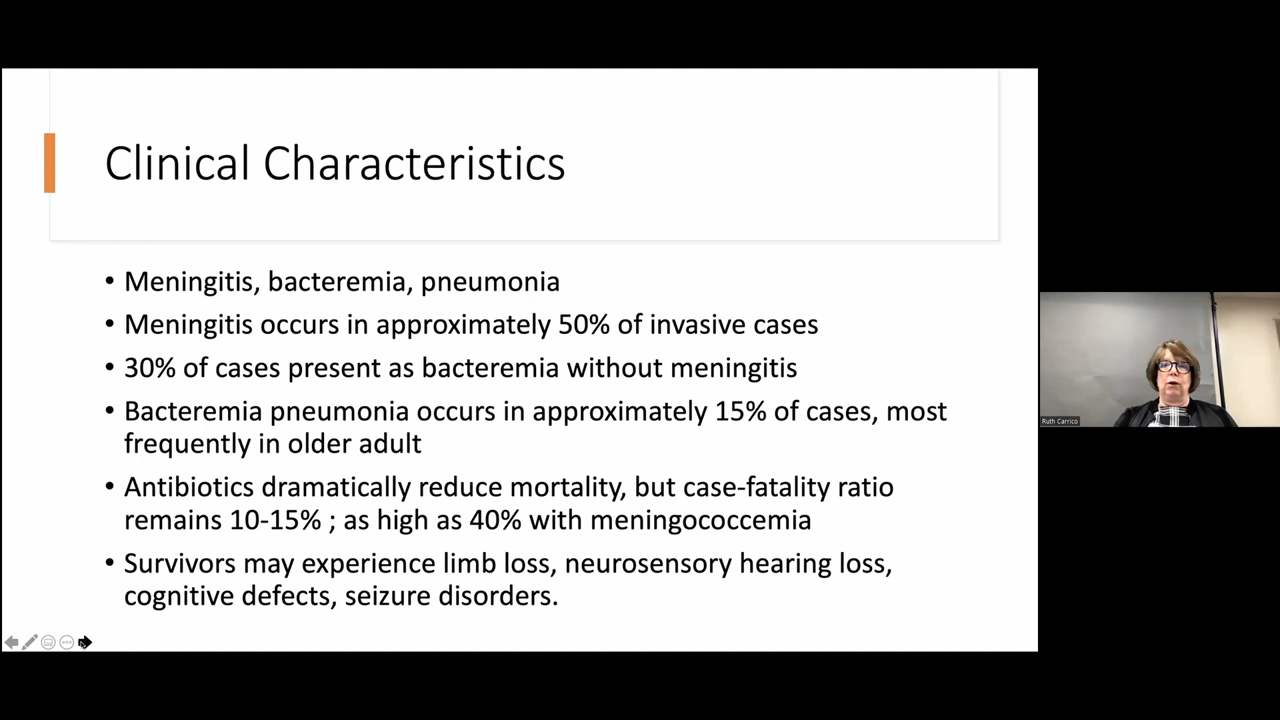 Clinical Characteristics
• Meningitis, bacteremia, pneumonia
• Meningitis occurs in approximately 50% of invasive cases
• 30% of cases present as bacteremia without meningitis
• Bacteremia pneumonia occurs in approximately 15% of cases, most
frequently in older adult
• Antibiotics dramatically reduce mortality, but case-fatality ratio
remains 10-15% ; as high as 40% with meningococcemia
• Survivors may experience limb loss, neurosensory hearing loss,
cognitive defects, seizure disorders.
Ruth Carrico